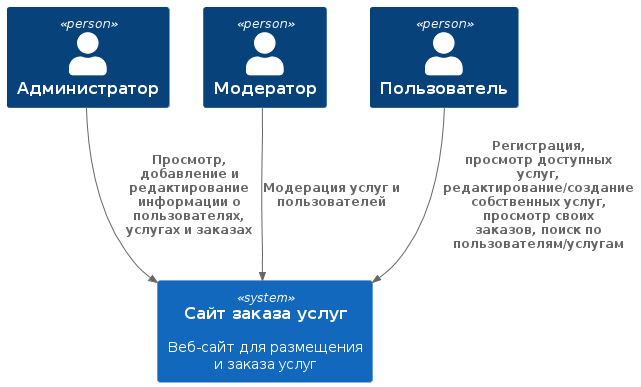 «person»
Администратор
«person»
Модератор
«person»
Пользователь
Просмотр,
добавление и
редактирование
информации о
пользователях,
услугах и заказах
Модерация услуг и
пользователей
Регистрация,
просмотр доступных
услуг,
редактирование/создание
собственных услуг,
просмотр своих
заказов, поиск по
пользователям/услугам
«system»
Сайт заказа услуг
Веб-сайт для размещения
и заказа услуг